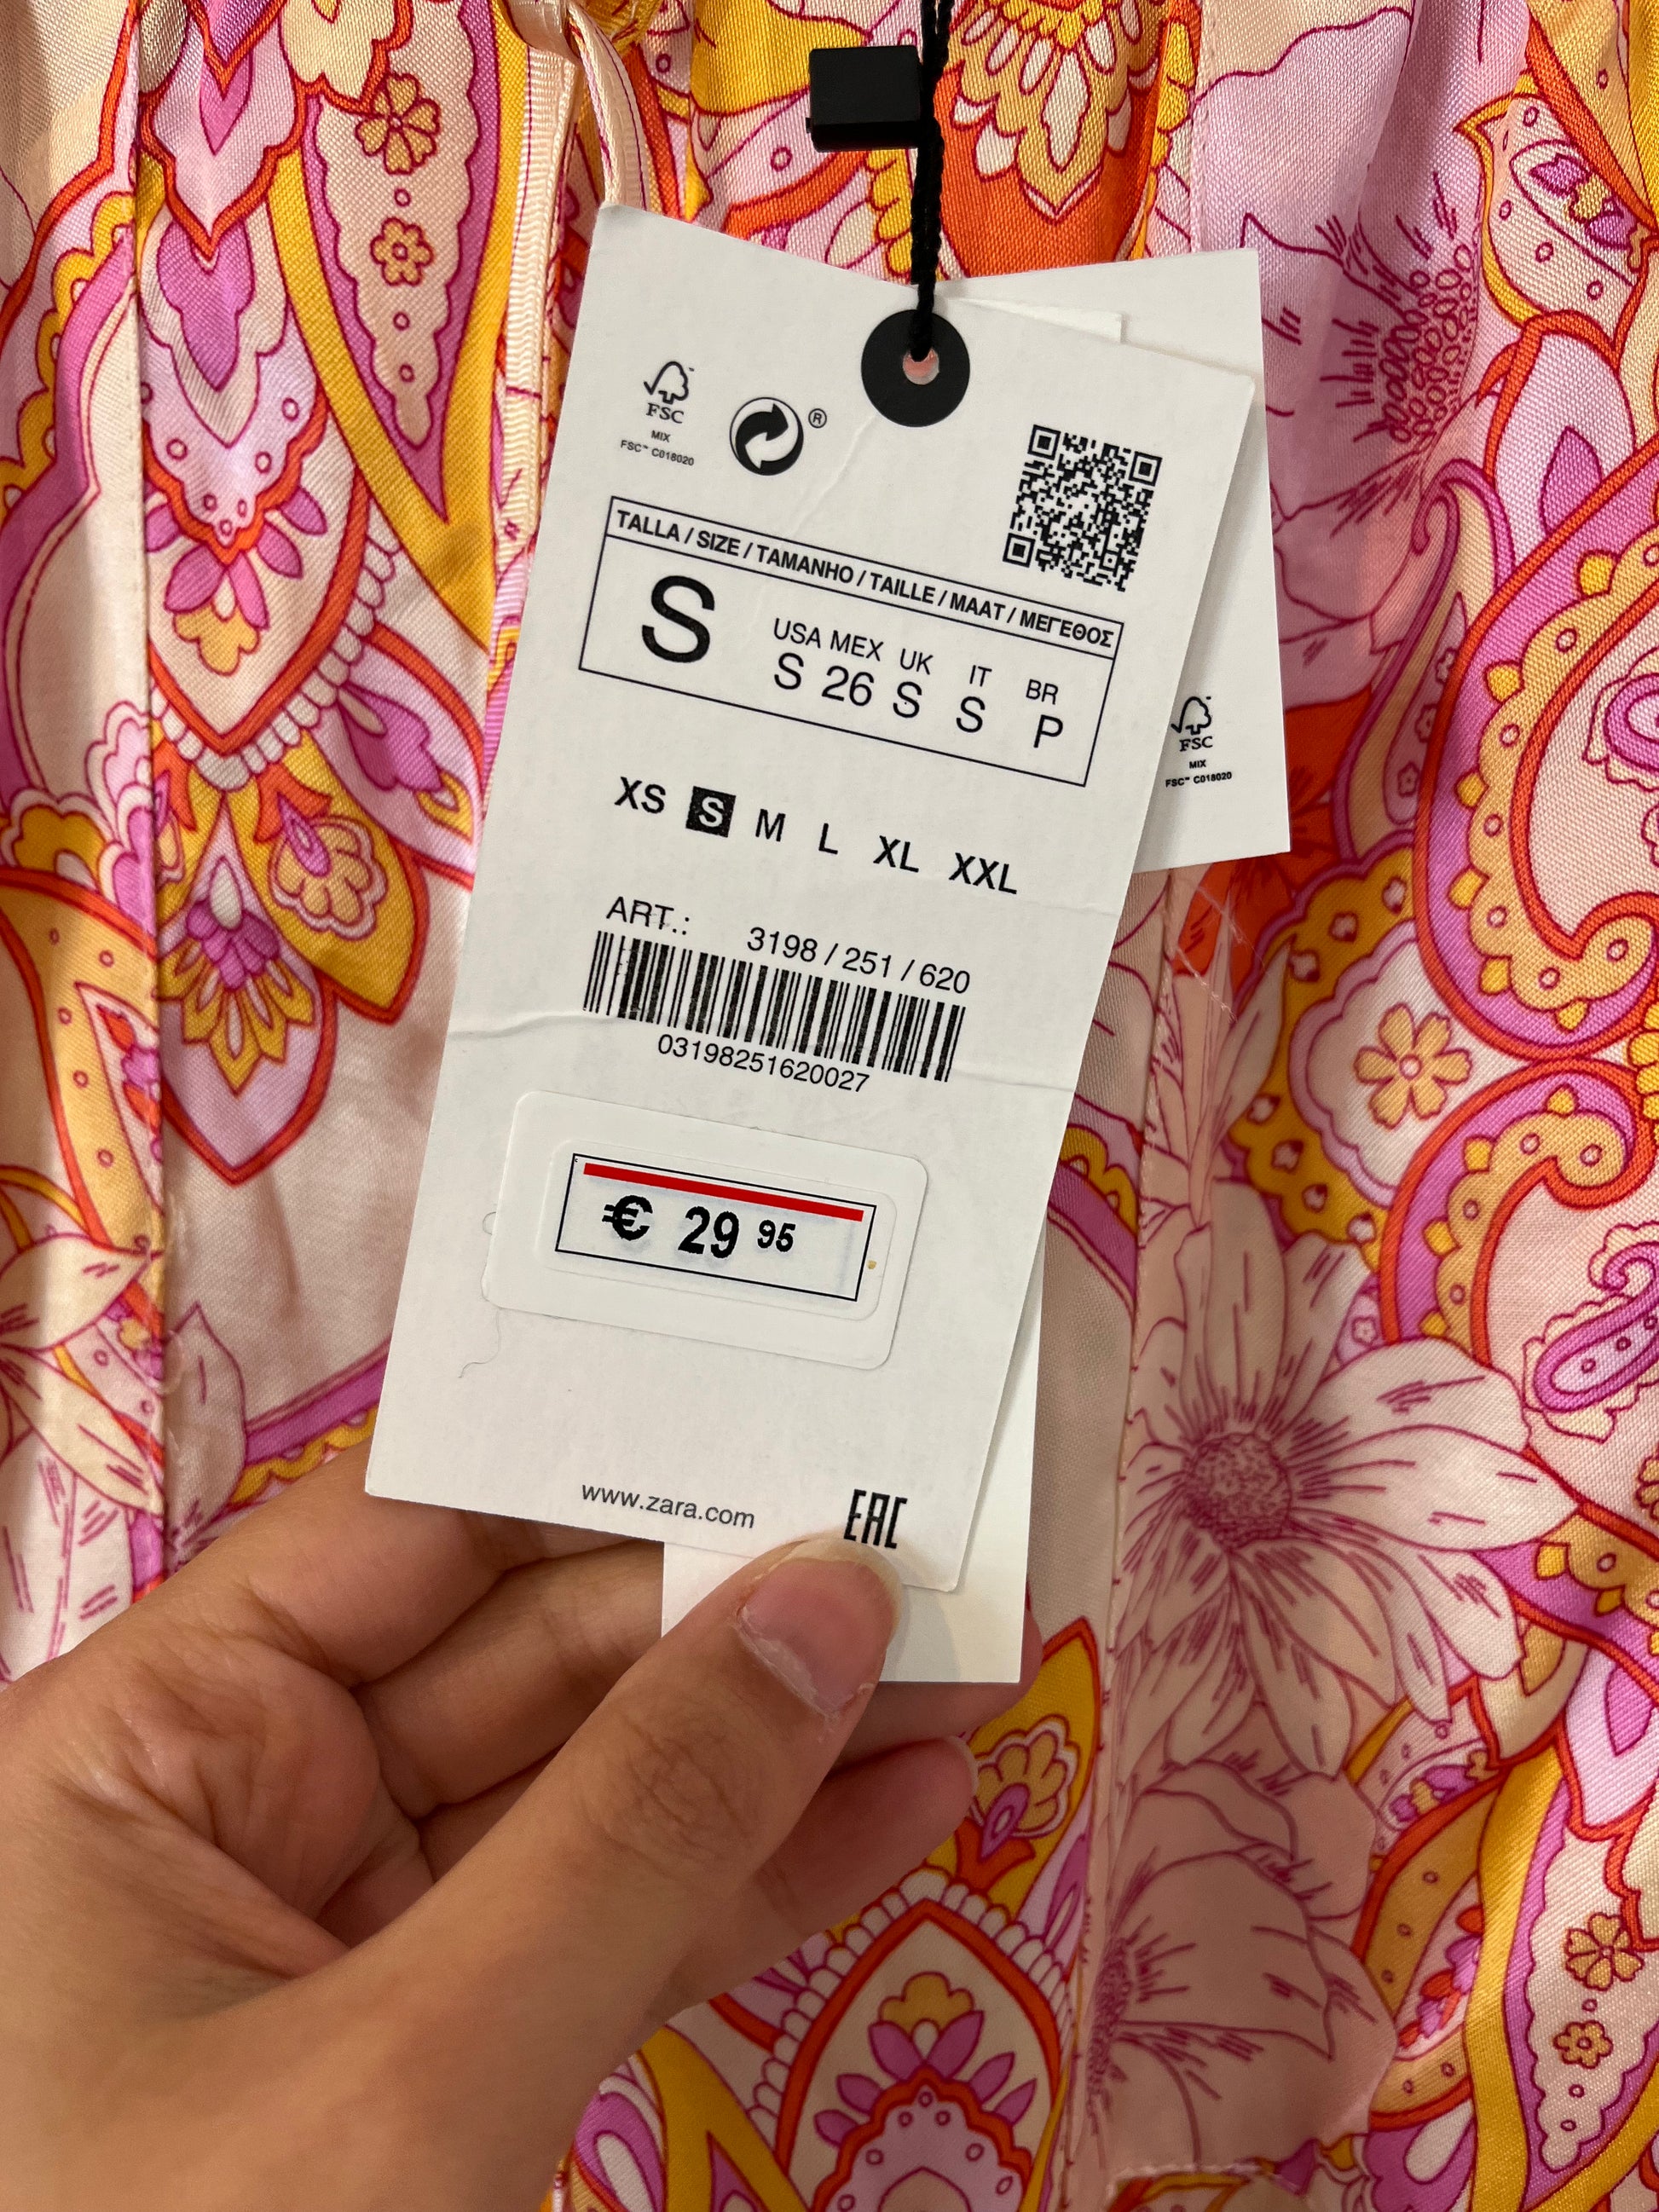 FSC
MIX
FSC™ C018020
®
TALLA / SIZE / TAMANHO / TAILLE / MAAT / ΜΕΓΕΘΟΣ
S
USA MEX UK IT BR
S 26 S S P
XS S M L XL XXL
ART.: 3198 / 251 / 620
03198251620027
€ 29 95
www.zara.com
EAC
FSC
MIX
FSC™ C018020